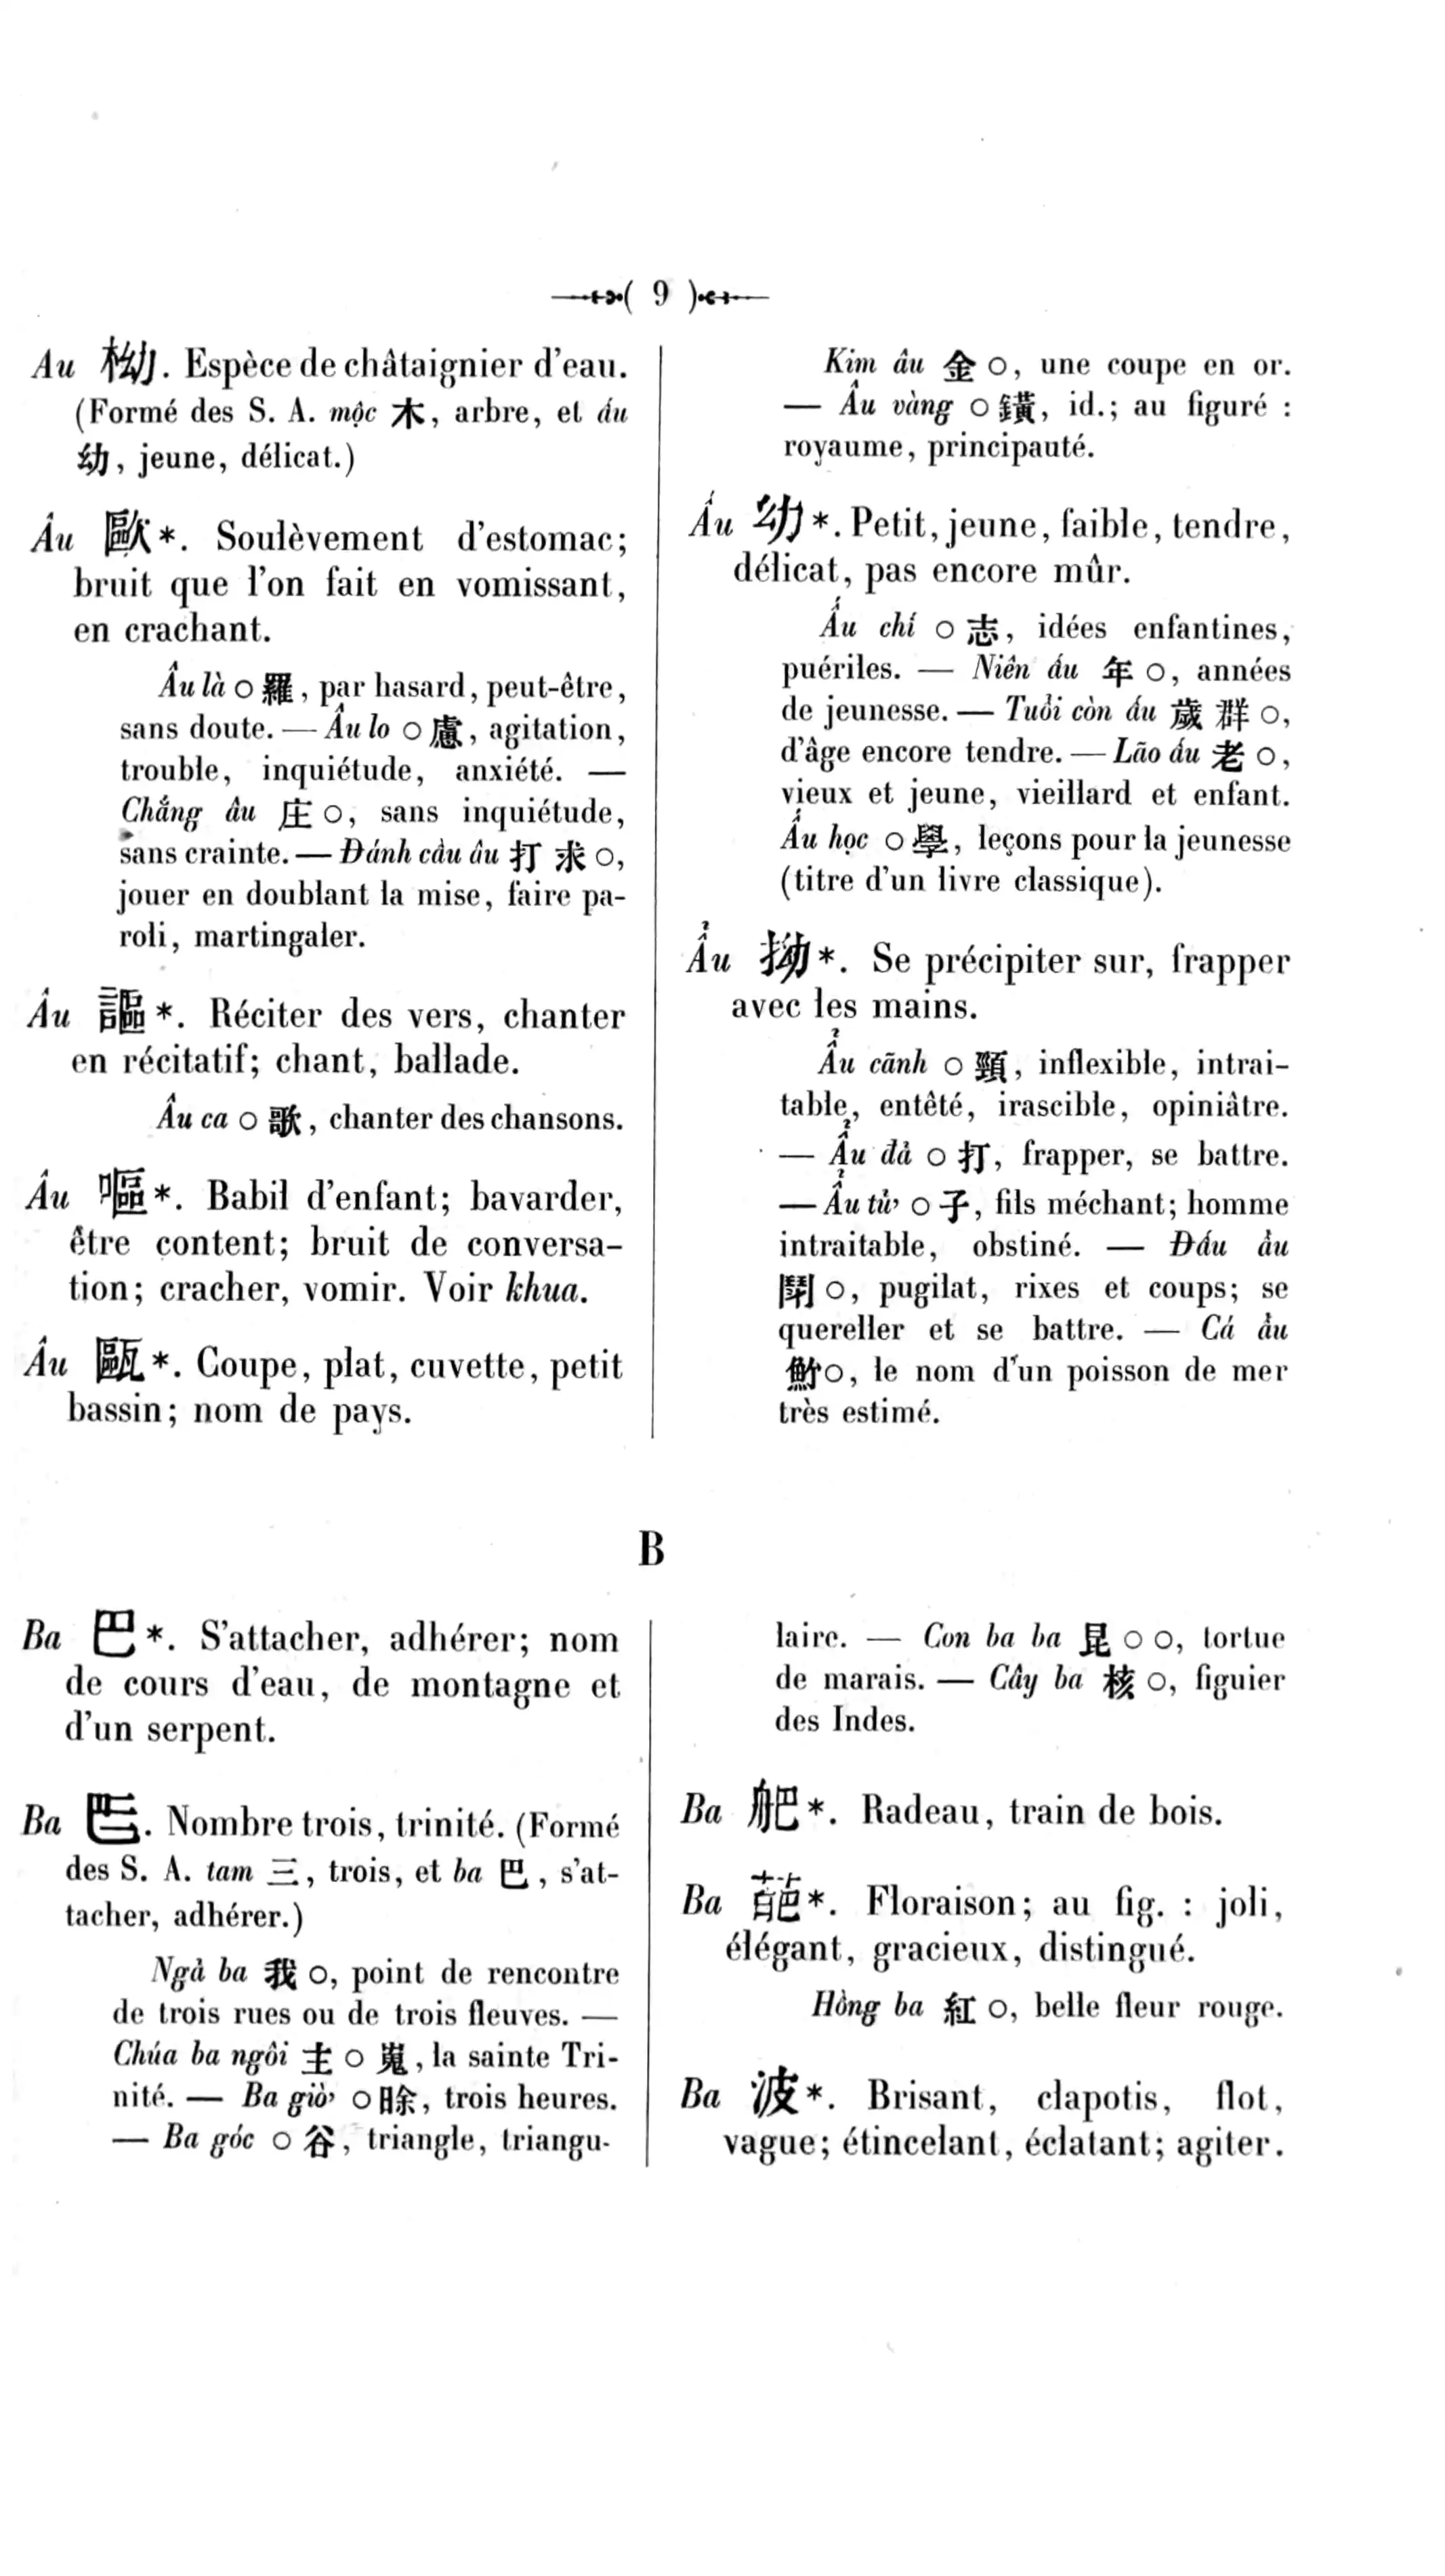 ( 9 )
Au 柪. Espèce de châtaignier d'eau.
(Formé des S. A. mộc 木, arbre, et ấu
幼, jeune, délicat.)
Âu 歐*. Soulèvement d'estomac;
bruit que l'on fait en vomissant,
en crachant.
Âu là ○ 羅, par hasard, peut-être,
sans doute. — Âu lo ○ 慮, agitation,
trouble, inquiétude, anxiété. —
Chẳng âu 庄 ○, sans inquiétude,
sans crainte. — Đánh cầu âu 打 求 ○,
jouer en doublant la mise, faire pa-
roli, martingaler.
Âu 謳*. Réciter des vers, chanter
en récitatif; chant, ballade.
Âu ca ○ 歌, chanter des chansons.
Âu 嘔*. Babil d'enfant; bavarder,
être content; bruit de conversa-
tion; cracher, vomir. Voir khua.
Âu 甌*. Coupe, plat, cuvette, petit
bassin; nom de pays.
Kim âu 金 ○, une coupe en or.
— Âu vàng ○ 鐄, id.; au figuré :
royaume, principauté.
Ấu 幼*. Petit, jeune, faible, tendre,
délicat, pas encore mûr.
Ấu chí ○ 志, idées enfantines,
puériles. — Niên ấu 年 ○, années
de jeunesse. — Tuổi còn ấu 歲 群 ○,
d'âge encore tendre. — Lão ấu 老 ○,
vieux et jeune, vieillard et enfant.
Ấu học ○ 學, leçons pour la jeunesse
(titre d'un livre classique).
Ẩu 拗*. Se précipiter sur, frapper
avec les mains.
Ẩu cãnh ○ 頸, inflexible, intrai-
table, entêté, irascible, opiniâtre.
— Ẩu đả ○ 打, frapper, se battre.
— Ẩu tử ○ 子, fils méchant; homme
intraitable, obstiné. — Đấu ẩu
鬪 ○, pugilat, rixes et coups; se
quereller et se battre. — Cá ẩu
○, le nom d'un poisson de mer
très estimé.
B
Ba 巴*. S'attacher, adhérer; nom
de cours d'eau, de montagne et
d'un serpent.
Ba 𠀧. Nombre trois, trinité. (Formé
des S. A. tam 三, trois, et ba 巴, s'at-
tacher, adhérer.)
Ngả ba 我 ○, point de rencontre
de trois rues ou de trois fleuves. —
Chúa ba ngôi 主 ○ 嵬, la sainte Tri-
nité. — Ba giờ ○ 𣇞, trois heures.
— Ba góc ○ 谷, triangle, triangu-
laire. — Con ba ba 昆 ○ ○, tortue
de marais. — Cây ba 核 ○, figuier
des Indes.
Ba 舥*. Radeau, train de bois.
Ba 葩*. Floraison; au fig. : joli,
élégant, gracieux, distingué.
Hồng ba 紅 ○, belle fleur rouge.
Ba 波*. Brisant, clapotis, flot,
vague; étincelant, éclatant; agiter.